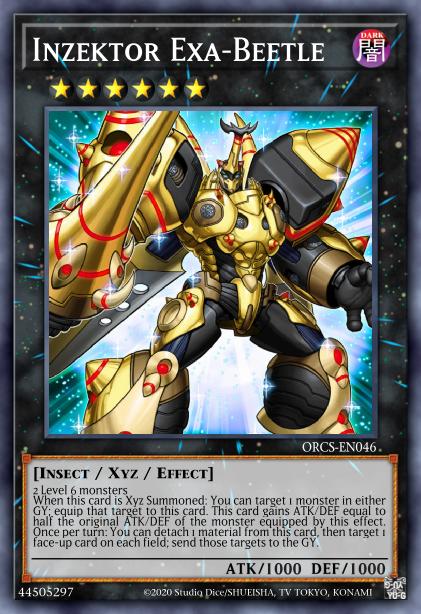 Inzektor Exa-Beetle
DARK
闇
ORCS-EN046
[Insect / Xyz / Effect]
2 Level 6 monsters
When this card is Xyz Summoned: You can target 1 monster in either
GY; equip that target to this card. This card gains ATK/DEF equal to
half the original ATK/DEF of the monster equipped by this effect.
Once per turn: You can detach 1 material from this card, then target 1
face-up card on each field; send those targets to the GY.
ATK/1000 DEF/1000
44505297
©2020 Studio Dice/SHUEISHA, TV TOKYO, KONAMI